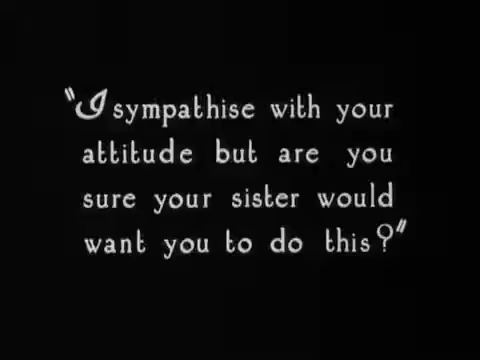 "I sympathise with your
attitude but are you
sure your sister would
want you to do this?"